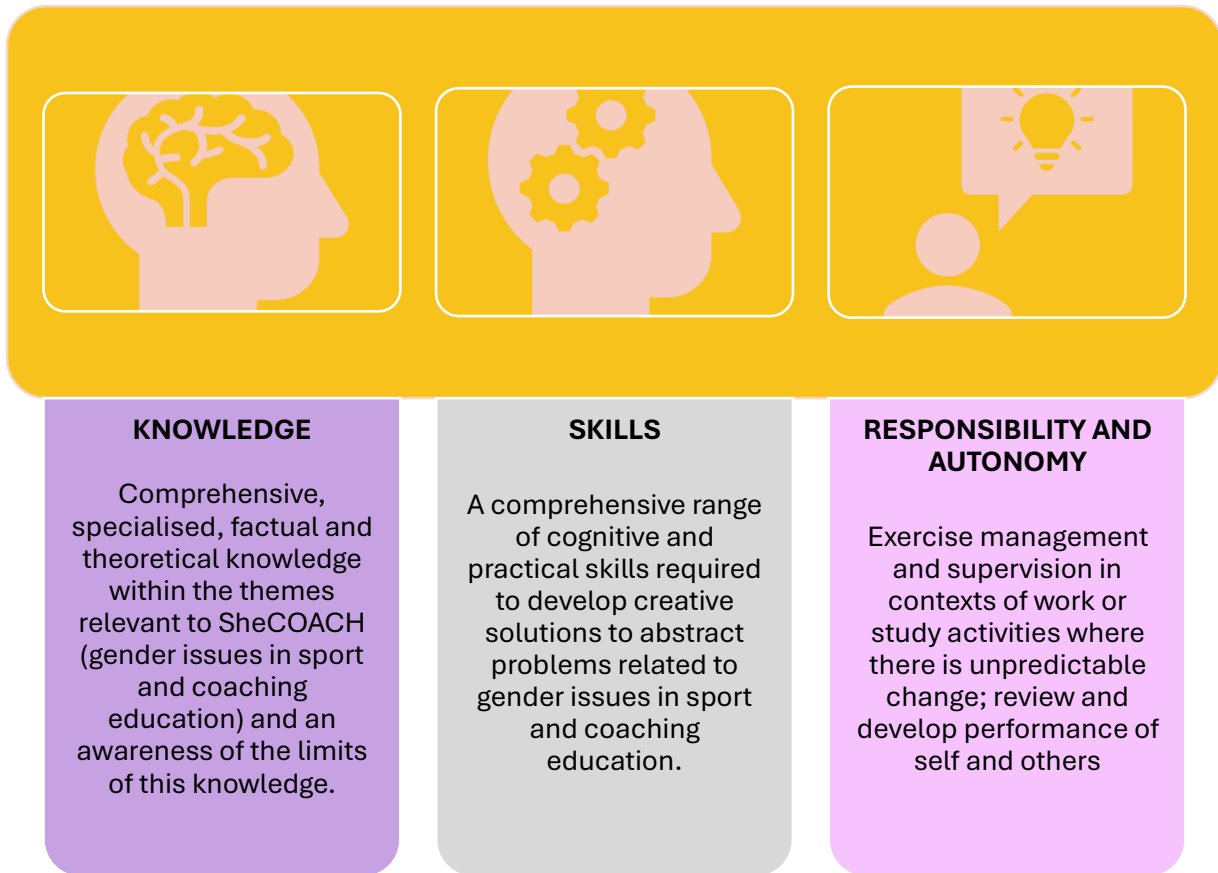 KNOWLEDGE
Comprehensive,
specialised, factual and
theoretical knowledge
within the themes
relevant to SheCOACH
(gender issues in sport
and coaching
education) and an
awareness of the limits
of this knowledge.
SKILLS
A comprehensive range
of cognitive and
practical skills required
to develop creative
solutions to abstract
problems related to
gender issues in sport
and coaching
education.
RESPONSIBILITY AND
AUTONOMY
Exercise management
and supervision in
contexts of work or
study activities where
there is unpredictable
change; review and
develop performance of
self and others